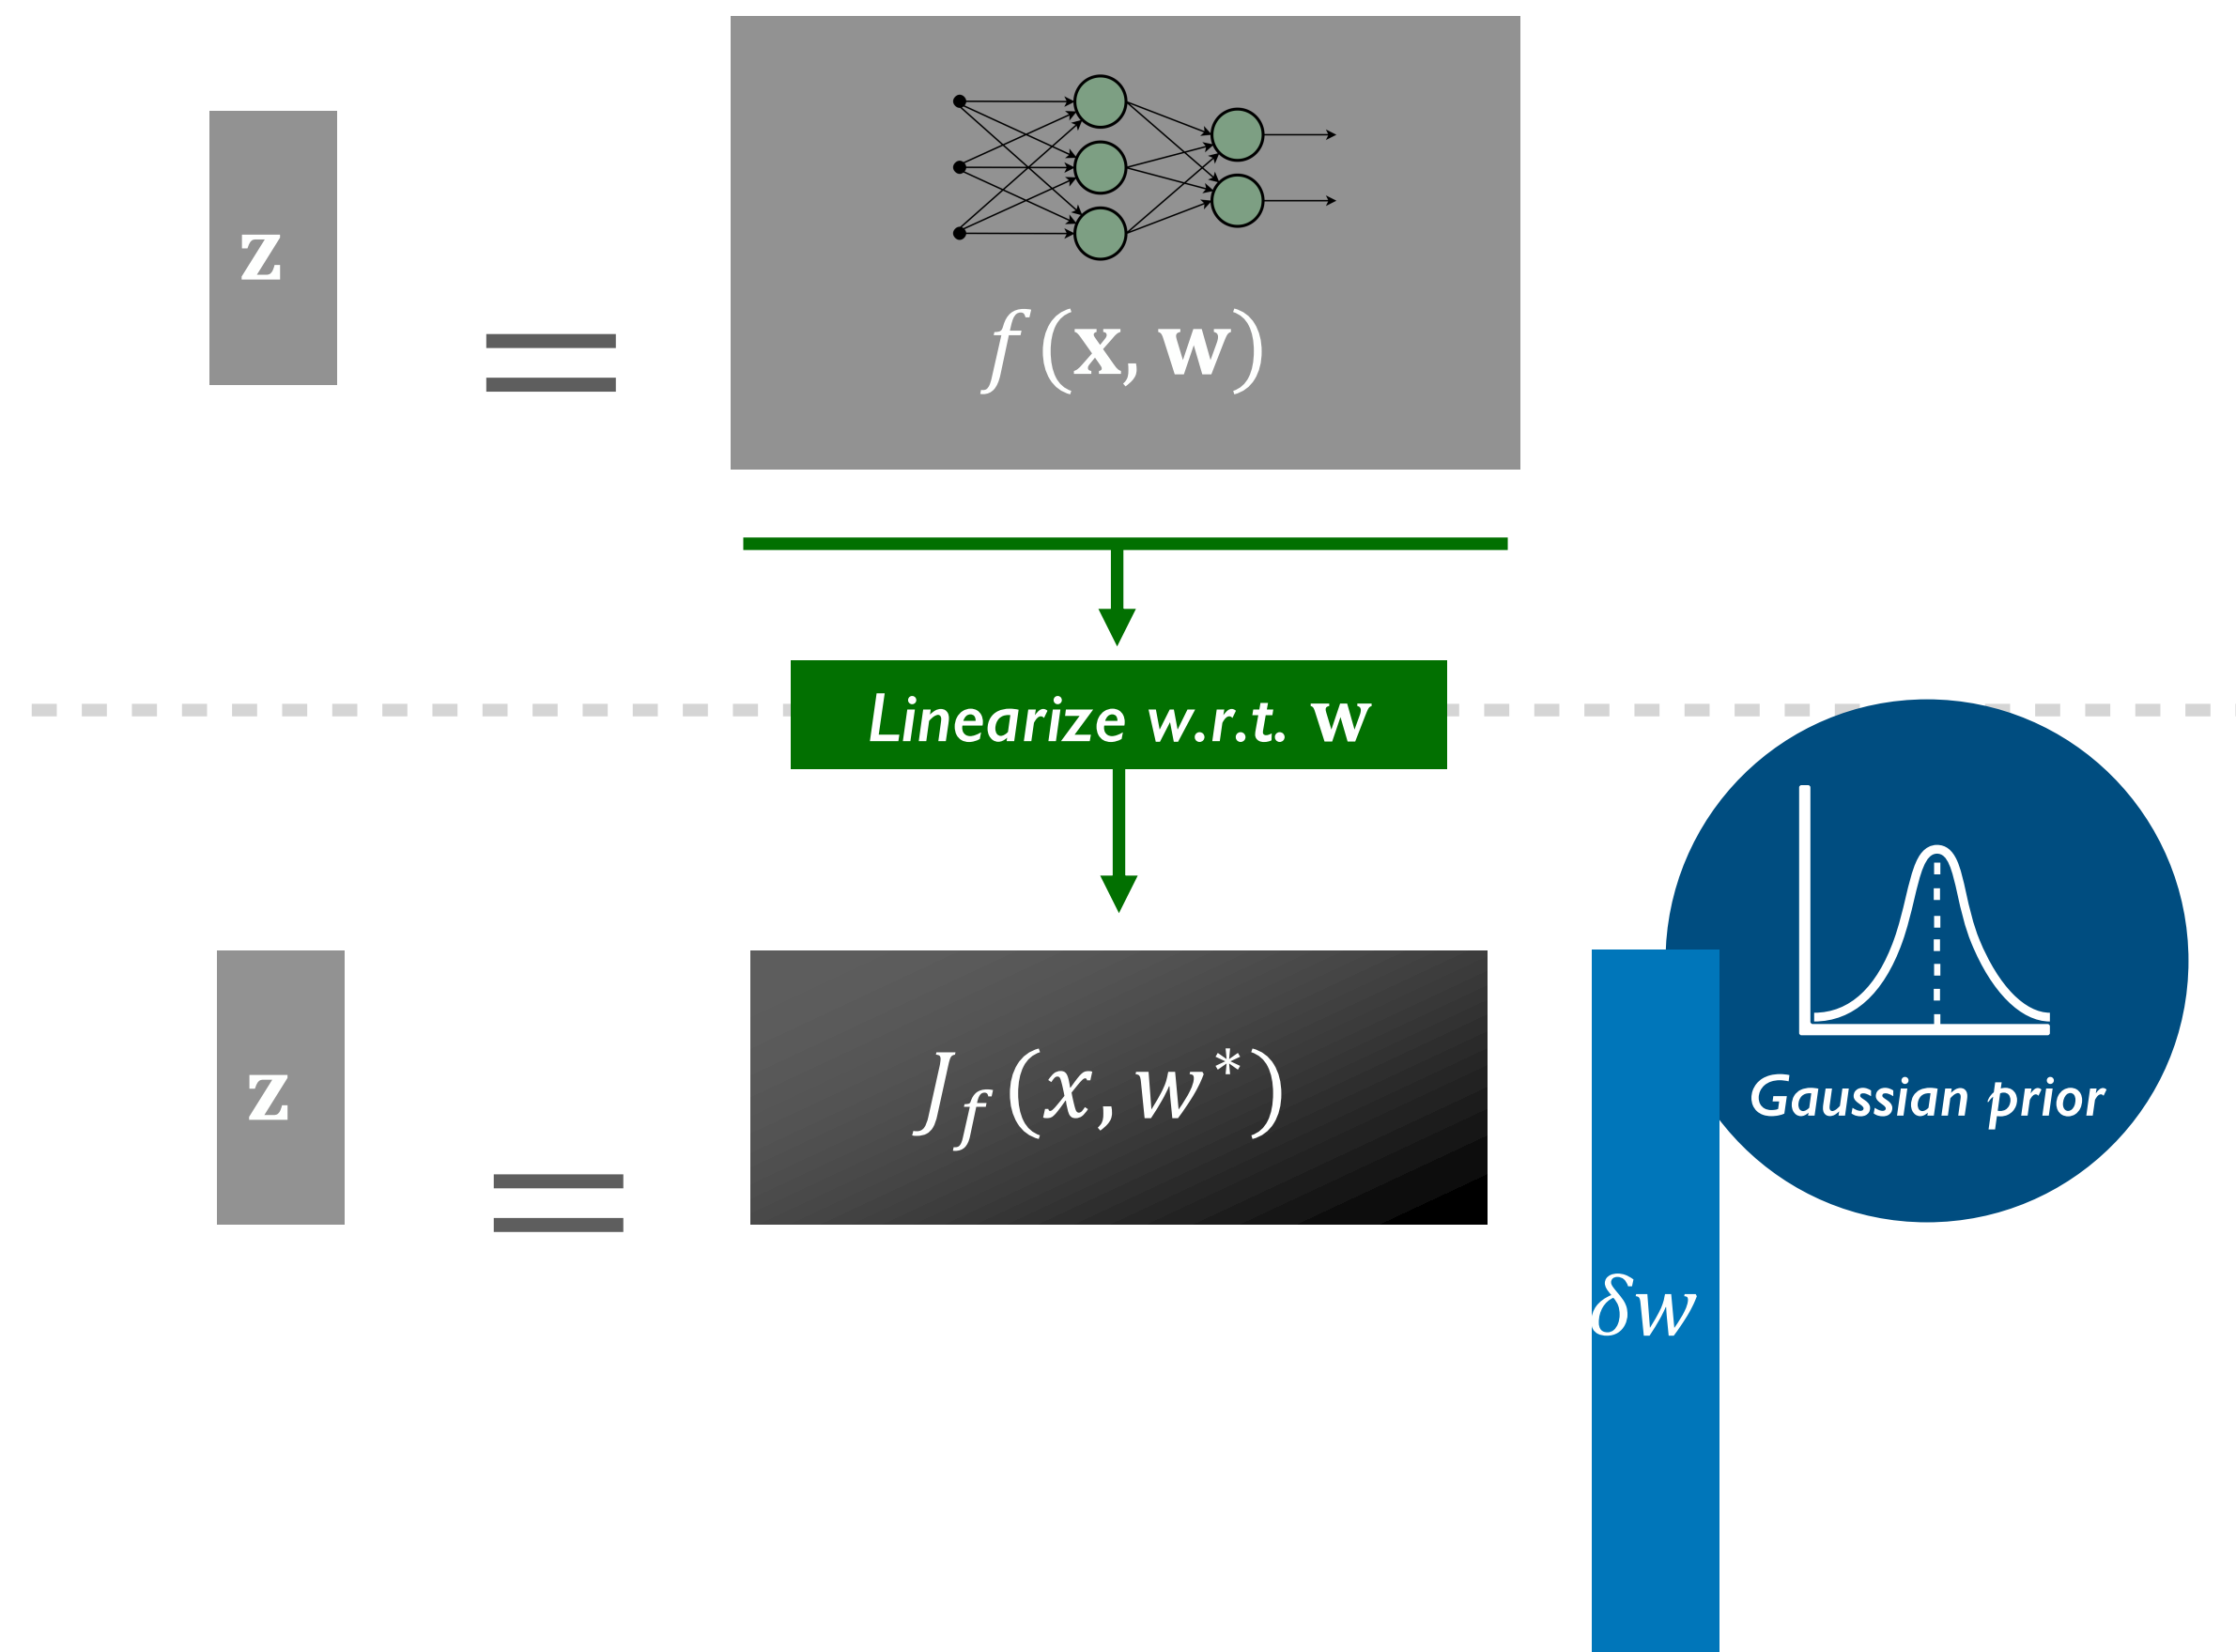 z
=
f (x, w)
Linearize w.r.t. w
z
=
J_f (x, w*)
δw
Gaussian prior